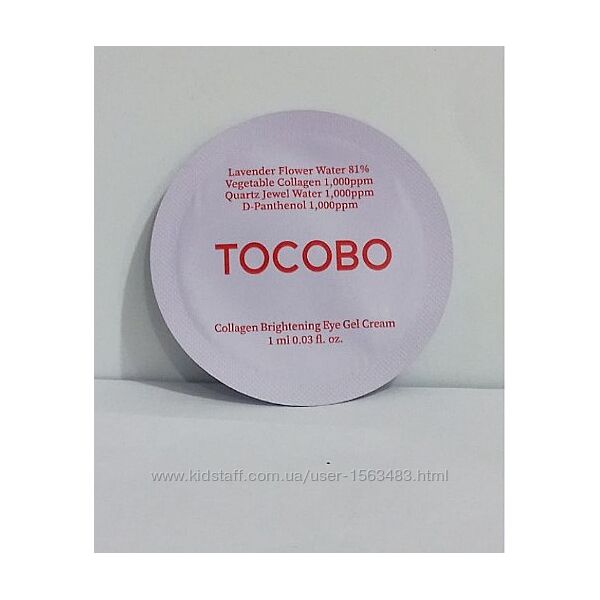 Lavender Flower Water 81%
Vegetable Collagen 1,000ppm
Quartz Jewel Water 1,000ppm
D-Panthenol 1,000ppm
TOCOBO
Collagen Brightening Eye Gel Cream
1 ml 0.03 fl. oz.
www.kidstaff.com.ua/user-1563483.html